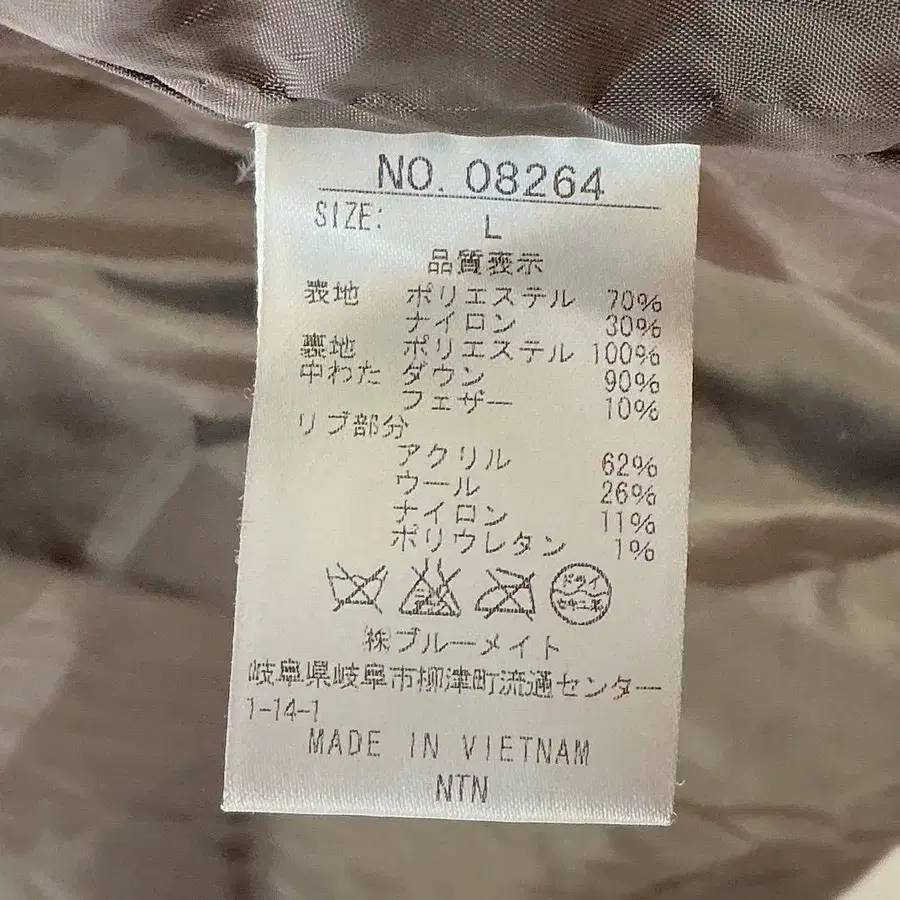 NO. 08264
SIZE: L
品質表示
表地 ポリエステル 70%
ナイロン 30%
裏地 ポリエステル 100%
中わた ダウン 90%
フェザー 10%
リブ部分
アクリル 62%
ウール 26%
ナイロン 11%
ポリウレタン 1%
ドライ
セキユ系
㈱ブルーメイト
岐阜県岐阜市柳津町流通センター
1-14-1
MADE IN VIETNAM
NTN